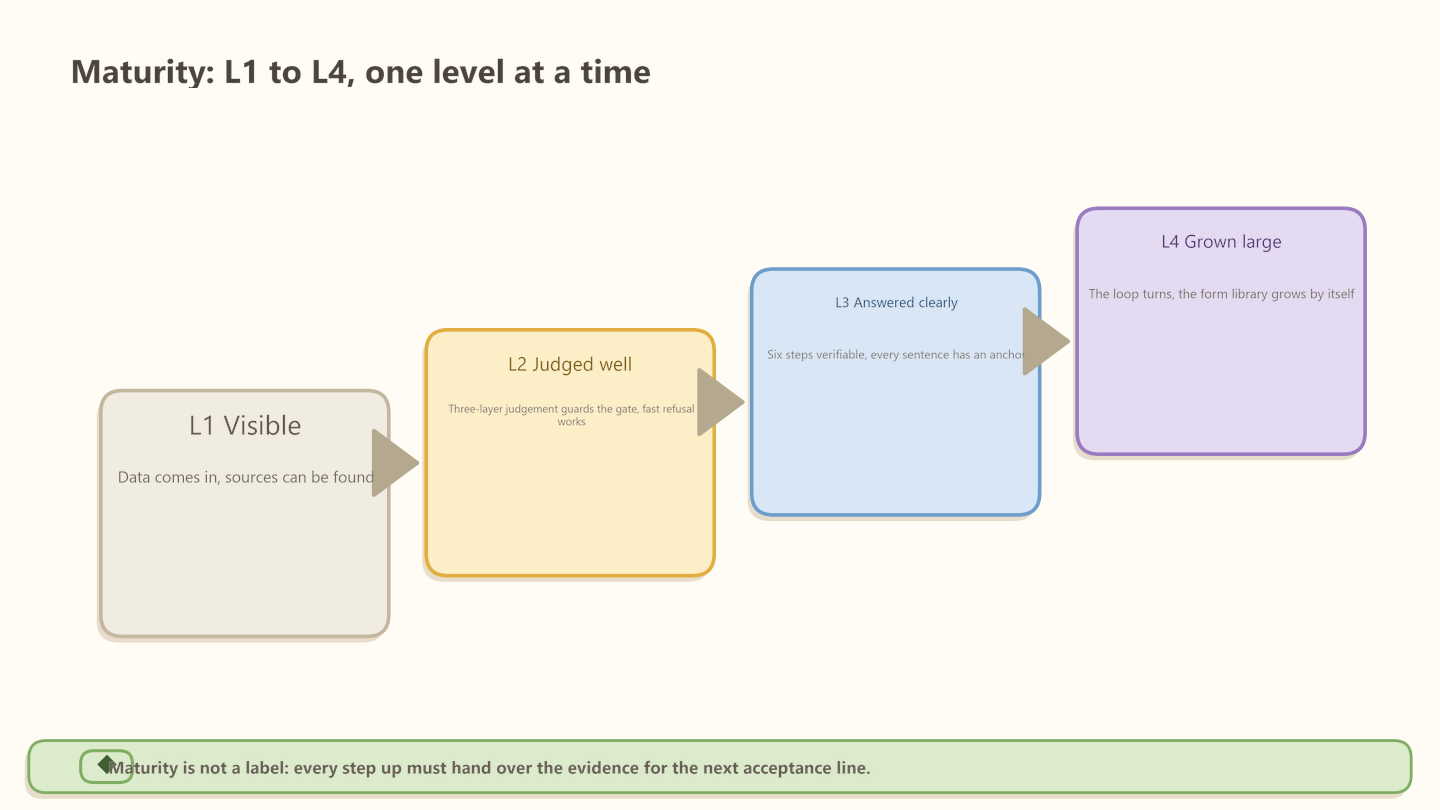 Maturity: L1 to L4, one level at a time
L1 Visible
Data comes in, sources can be found
L2 Judged well
Three-layer judgement guards the gate, fast refusal
works
L3 Answered clearly
Six steps verifiable, every sentence has an anchor
L4 Grown large
The loop turns, the form library grows by itself
Maturity is not a label: every step up must hand over the evidence for the next acceptance line.